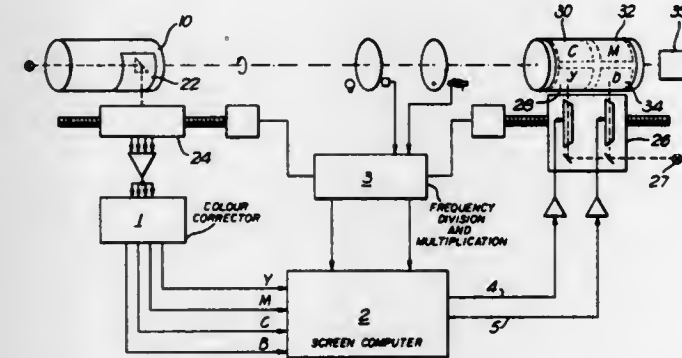 10
22
24
1
COLOUR
CORRECTOR
3
FREQUENCY
DIVISION
AND
MULTIPLICATION
Y
M
C
B
2
SCREEN COMPUTER
4
5
30
32
C
M
Y
B
28
34
26
27